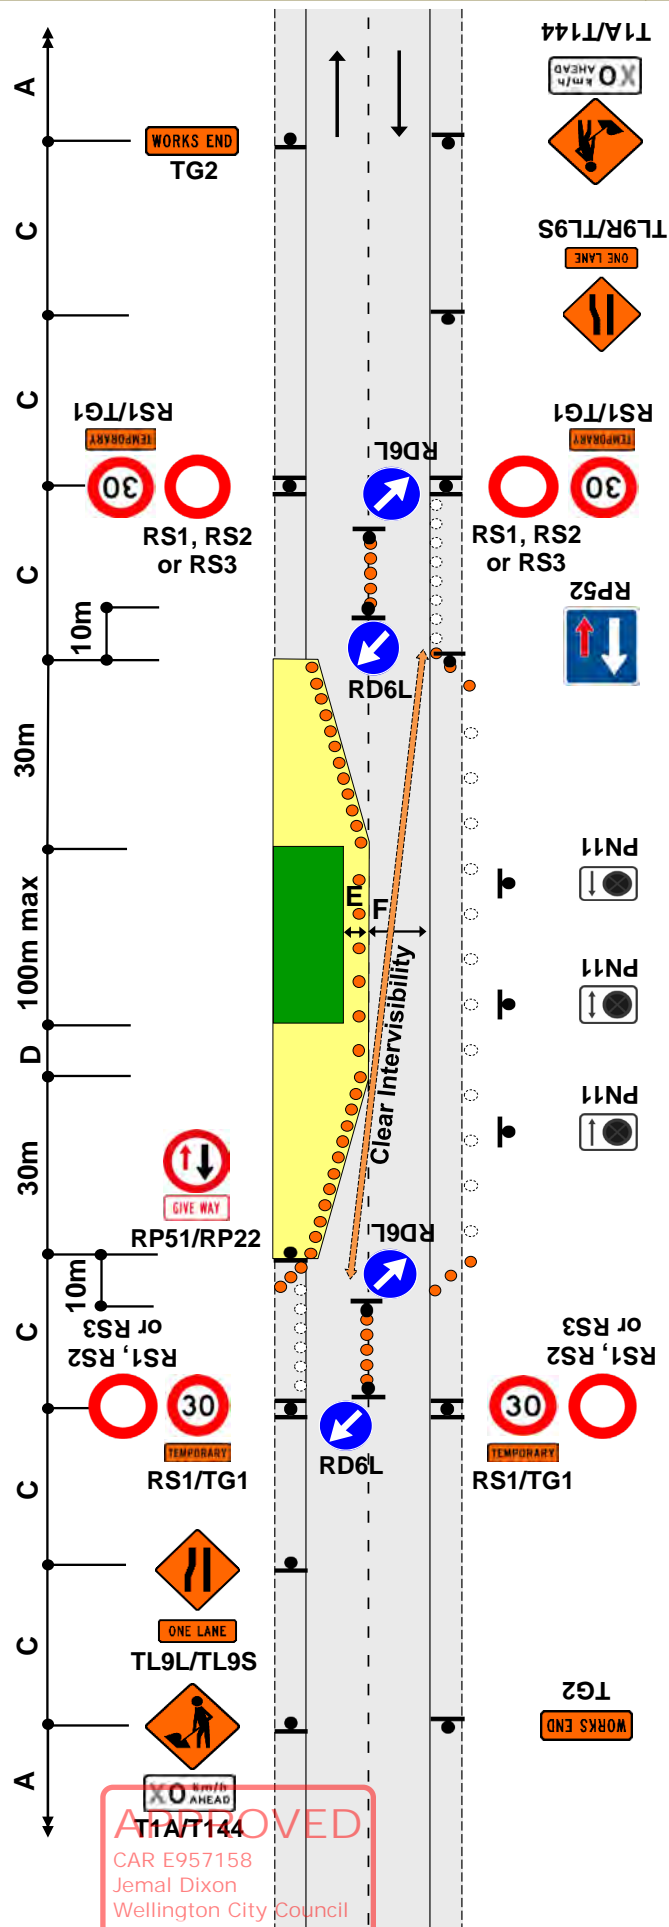 T1A/T144
X0 km/h
AHEAD
A
WORKS END
TG2
C
TL9R/TL9S
ONE LANE
C
RS1/TG1
TEMPORARY
30
RS1, RS2
or RS3
RD6L
RS1/TG1
TEMPORARY
30
RS1, RS2
or RS3
C
10m
RP52
RD6L
30m
PN11
E
F
100m max
PN11
Clear Intervisibility
D
PN11
30m
GIVE WAY
RP51/RP22
RD6L
10m
C
RS1, RS2
or RS3
RS1, RS2
or RS3
30
30
TEMPORARY
TEMPORARY
RS1/TG1
RD6L
RS1/TG1
C
ONE LANE
TL9L/TL9S
C
TG2
WORKS END
A
X0 km/h
AHEAD
T1A/T144
APPROVED
CAR E957158
Jemal Dixon
Wellington City Council